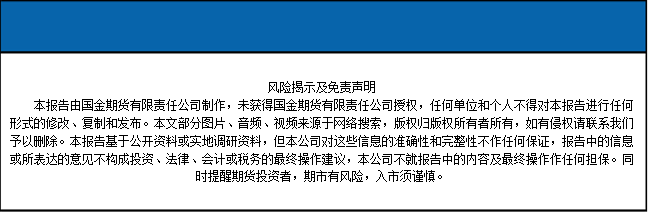 风险揭示及免责声明
本报告由国金期货有限责任公司制作，未获得国金期货有限责任公司授权，任何单位和个人不得对本报告进行任何
形式的修改、复制和发布。本文部分图片、音频、视频来源于网络搜索，版权归版权所有者所有，如有侵权请联系我们
予以删除。本报告基于公开资料或实地调研资料，但本公司对这些信息的准确性和完整性不作任何保证，报告中的信息
或所表达的意见不构成投资、法律、会计或税务的最终操作建议，本公司不就报告中的内容及最终操作作任何担保。同
时提醒期货投资者，期市有风险，入市须谨慎。